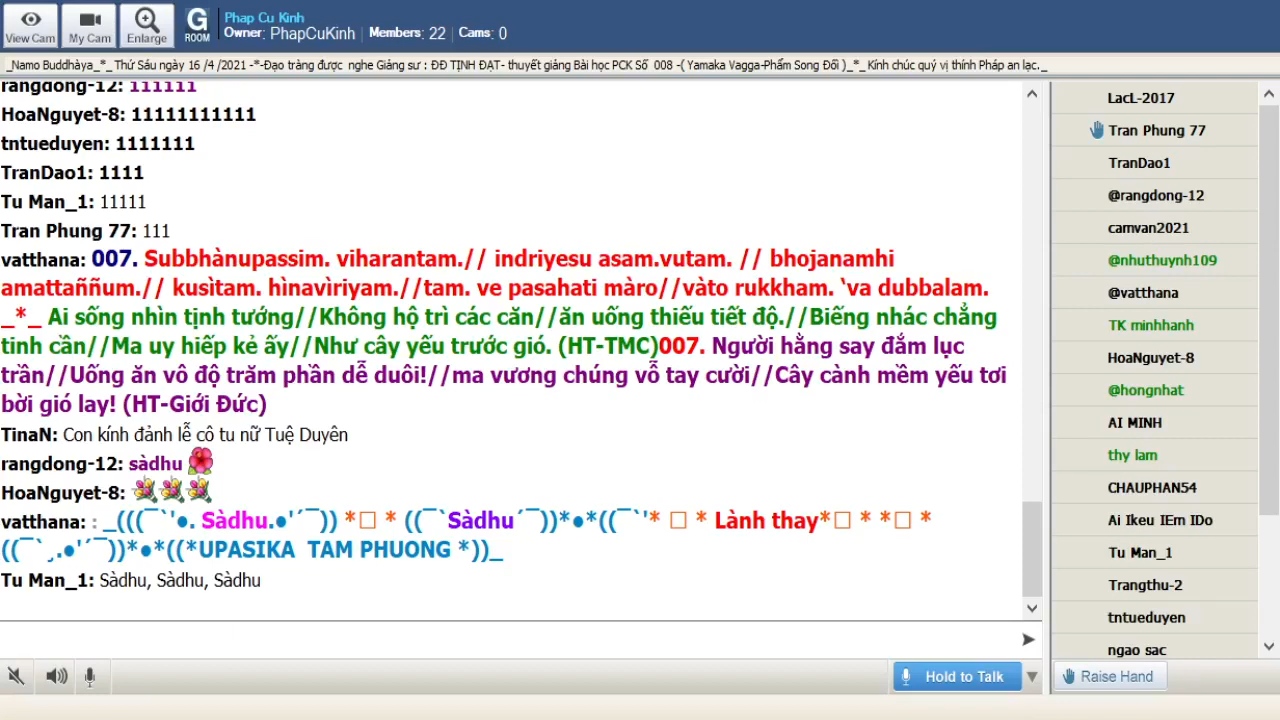 View Cam
My Cam
Enlarge
G ROOM
Phap Cu Kinh
Owner: PhapCuKinh | Members: 22 | Cams: 0
_Namo Buddhàya_*_ Thứ Sáu ngày 16 /4 /2021 -*-Đạo tràng được nghe Giảng sư : ĐĐ TỊNH ĐẠT- thuyết giảng Bài học PCK Số 008 -( Yamaka Vagga-Phẩm Song Đối )_*_ Kính chúc quý vị thính Pháp an lạc._
rangdong-12: 111111
HoaNguyet-8: 11111111111
tntueduyen: 1111111
TranDao1: 1111
Tu Man_1: 11111
Tran Phung 77: 111
vatthana: 007. Subbhànupassim. viharantam.// indriyesu asam.vutam. // bhojanamhi
amattaññum.// kusìtam. hìnavìriyam.//tam. ve pasahati màro//vàto rukkham. ‛va dubbalam.
_*_ Ai sống nhìn tịnh tướng//Không hộ trì các căn//ăn uống thiếu tiết độ.//Biếng nhác chẳng
tinh cần//Ma uy hiếp kẻ ấy//Như cây yếu trước gió. (HT-TMC)007. Người hằng say đắm lục
trần//Uống ăn vô độ trăm phần dễ duôi!//ma vương chúng vỗ tay cười//Cây cành mềm yếu tơi
bời gió lay! (HT-Giới Đức)
TinaN: Con kính đảnh lễ cô tu nữ Tuệ Duyên
rangdong-12: sàdhu
HoaNguyet-8:
vatthana: : _(((¯`'●. Sàdhu.●'´¯)) *□ * ((¯`Sàdhu´¯))*●*((¯`'* □ * Lành thay*□ * *□ *
((¯`¸.●'´¯))*●*((*UPASIKA TAM PHUONG *))_
Tu Man_1: Sàdhu, Sàdhu, Sàdhu
Hold to Talk
LacL-2017
Tran Phung 77
TranDao1
@rangdong-12
camvan2021
@nhuthuynh109
@vatthana
TK minhhanh
HoaNguyet-8
@hongnhat
AI MINH
thy lam
CHAUPHAN54
Ai Ikeu IEm IDo
Tu Man_1
Trangthu-2
tntueduyen
ngao sac
Raise Hand